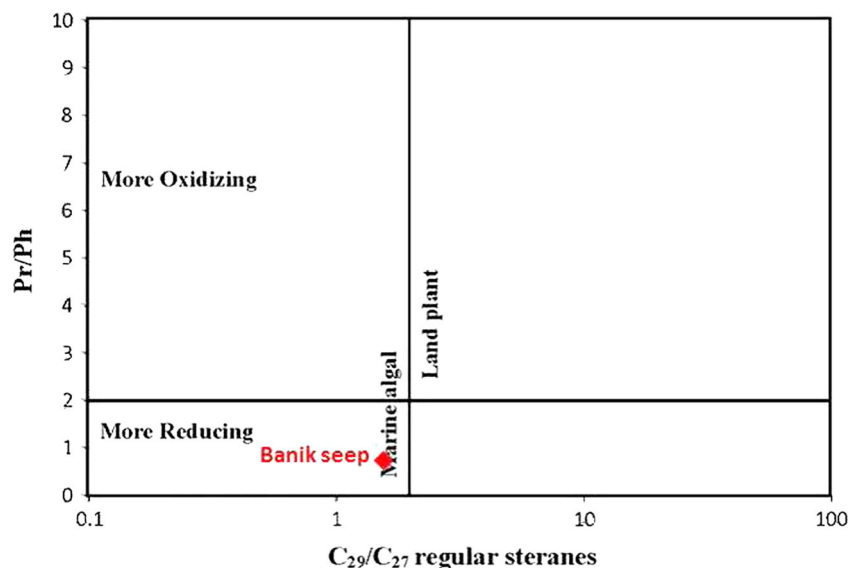 10
9
8
7
More Oxidizing
6
5
Pr/Ph
4
Land plant
3
Marine algal
2
More Reducing
1
Banik seep
0
0.1 1 10 100
C₂₉/C₂₇ regular steranes